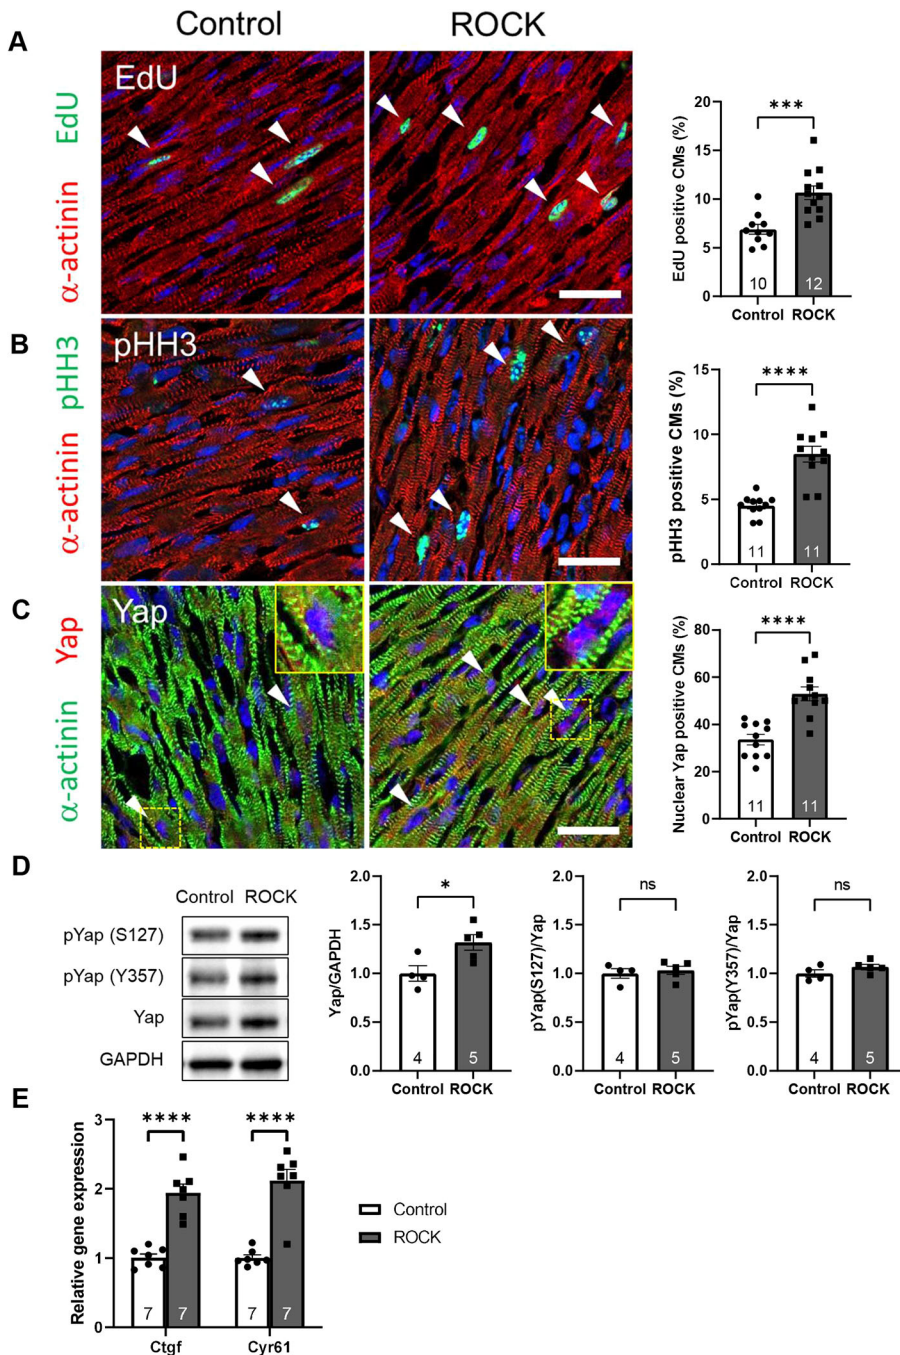 Control
ROCK
A
EdU
EdU
α-actinin
EdU positive CMs (%)
20
15
10
5
0
***
10
12
Control
ROCK
B
pHH3
pHH3
α-actinin
pHH3 positive CMs (%)
15
10
5
0
****
11
11
Control
ROCK
C
Yap
Yap
α-actinin
Nuclear Yap positive CMs (%)
80
60
40
20
0
****
11
11
Control
ROCK
D
Control ROCK
pYap (S127)
pYap (Y357)
Yap
GAPDH
Yap/GAPDH
2.0
1.5
1.0
0.5
0.0
*
4
5
Control ROCK
pYap(S127)/Yap
2.0
1.5
1.0
0.5
0.0
ns
4
5
Control ROCK
pYap(Y357)/Yap
2.0
1.5
1.0
0.5
0.0
ns
4
5
Control ROCK
E
Relative gene expression
3
2
1
0
****
****
7
7
7
7
Ctgf
Cyr61
Control
ROCK